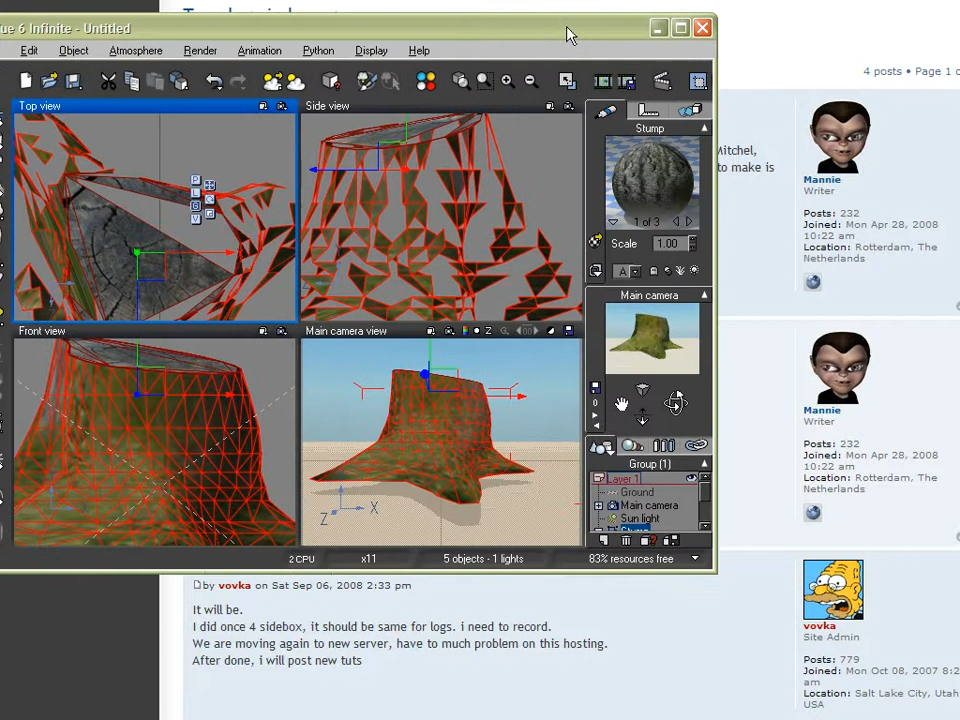 ue 6 Infinite - Untitled
Edit Object Atmosphere Render Animation Python Display Help
4 posts • Page 1 o
Top view
Side view
Stump
1 of 3
Scale 1.00
A
Main camera
Front view
Main camera view
Z
Z X
Group (1)
Layer 1
Ground
Main camera
Sun light
Stump
2 CPU x11 5 objects - 1 lights 83% resources free
Mitchel,
to make is
Mannie
Writer
Posts: 232
Joined: Mon Apr 28, 2008
10:22 am
Location: Rotterdam, The
Netherlands
Mannie
Writer
Posts: 232
Joined: Mon Apr 28, 2008
10:22 am
Location: Rotterdam, The
Netherlands
by vovka on Sat Sep 06, 2008 2:33 pm
It will be.
I did once 4 sidebox, it should be same for logs. i need to record.
We are moving again to new server, have to much problem on this hosting.
After done, i will post new tuts
vovka
Site Admin
Posts: 779
Joined: Mon Oct 08, 2007 8:2
am
Location: Salt Lake City, Utah
USA